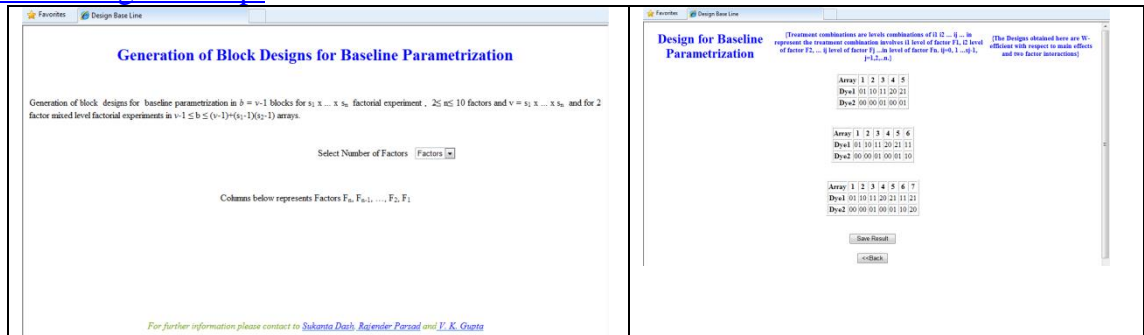 Favorites Design Base Line
Generation of Block Designs for Baseline Parametrization
Generation of block designs for baseline parametrization in b = v-1 blocks for s1 x ... x sn factorial experiment , 2≤ n≤ 10 factors and v = s1 x ... x sn and for 2
factor mixed level factorial experiments in v-1 ≤ b ≤ (v-1)+(s1-1)(s2-1) arrays.
Select Number of Factors Factors
Columns below represents Factors Fn, Fn-1, …, F2, F1
For further information please contact to Sukanta Dash, Rajender Parsad and V. K. Gupta
Favorites Design Base Line
Design for Baseline
Parametrization
[Treatment combinations are levels combinations of i1 i2 ... ij ... in
represent the treatment combination involves i1 level of factor F1, i2 level
of factor F2, ... ij level of factor Fj ...in level of factor Fn. ij=0, 1 ...sj-1,
j=1,2,..n.]
[The Designs obtained here are W-
efficient with respect to main effects
and two factor interactions]
Array 1 2 3 4 5
Dye1 01 10 11 20 21
Dye2 00 00 01 00 01
Array 1 2 3 4 5 6
Dye1 01 10 11 20 21 11
Dye2 00 00 01 00 01 10
Array 1 2 3 4 5 6 7
Dye1 01 10 11 20 21 11 21
Dye2 00 00 01 00 01 10 20
Save Result
<<Back